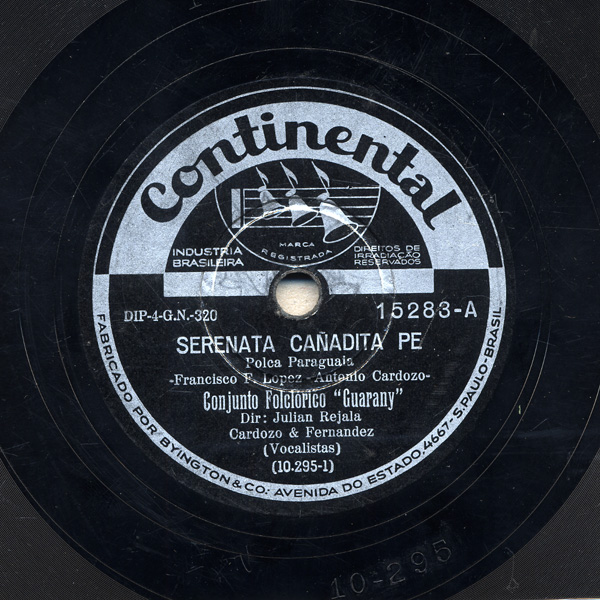 Continental
MARCA
REGISTRADA
INDUSTRIA
BRASILEIRA
DIREITOS DE
IRRADIAÇÃO
RESERVADOS
DIP-4-G.N.-320
15283-A
SERENATA CAÑADITA PE
Polca Paraguaia
-Francisco F. Lopez - Antonio Cardozo-
Conjunto Folclórico "Guarany"
Dir: Julian Rejala
Cardozo & Fernandez
(Vocalistas)
(10-295-1)
FABRICADO POR BYINGTON & CO: AVENIDA DO ESTADO, 4667-S. PAULO-BRASIL
10-295